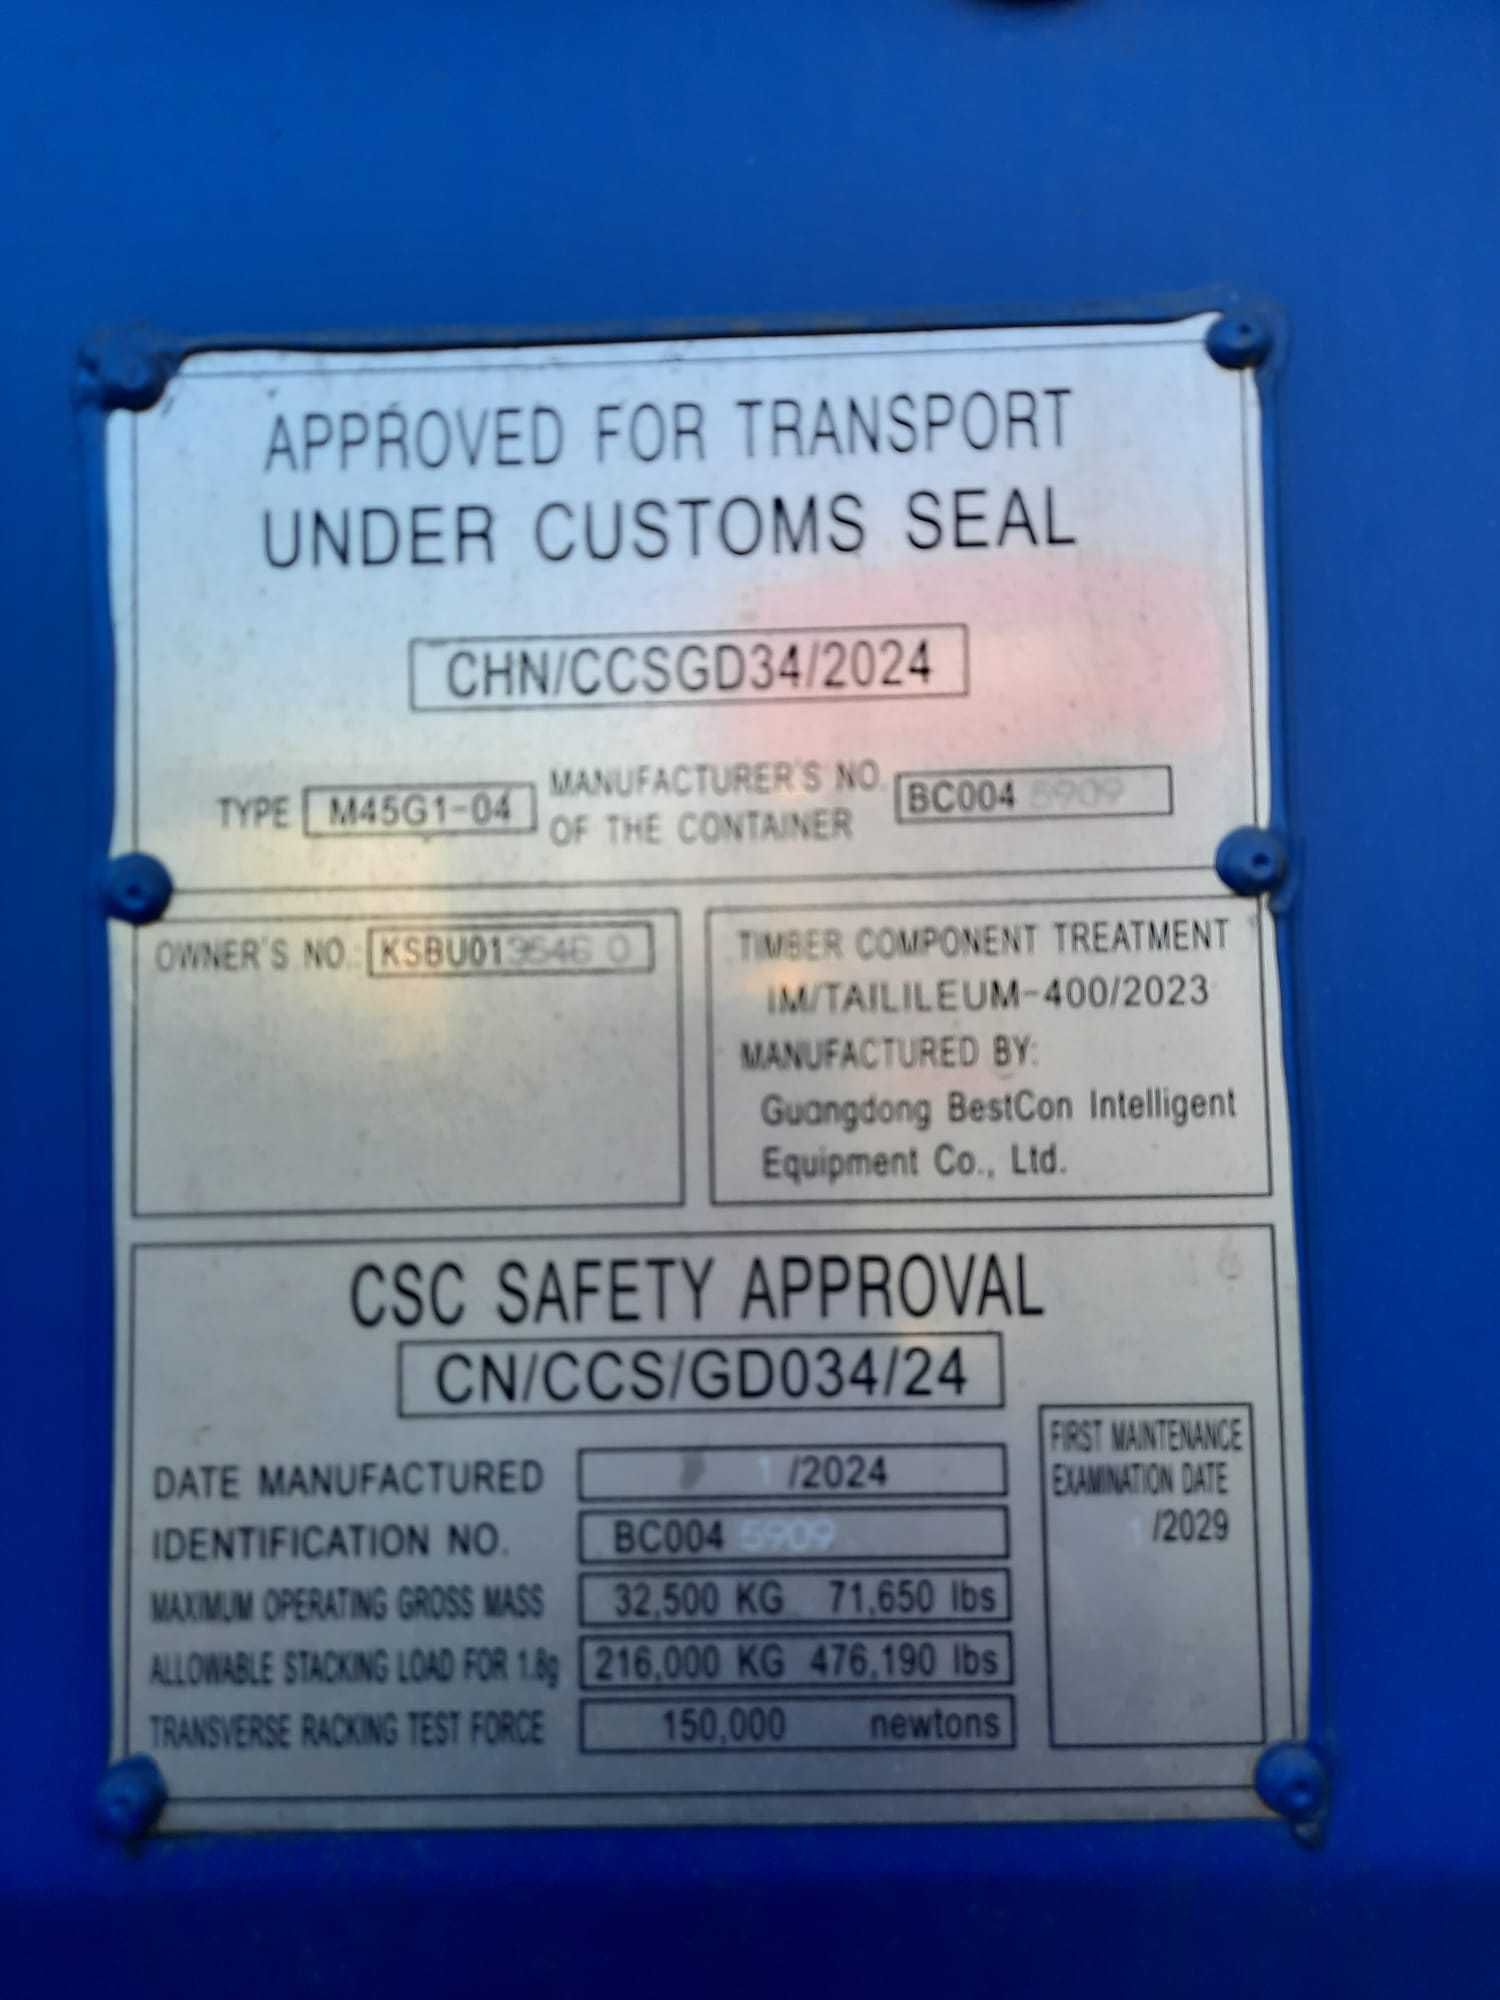 APPROVED FOR TRANSPORT
UNDER CUSTOMS SEAL
CHN/CCSGD34/2024
TYPE M45G1-04 MANUFACTURER'S NO. OF THE CONTAINER BC004 5909
OWNER'S NO.: KSBU01
TIMBER COMPONENT TREATMENT
IM/TAILILEUM-400/2023
MANUFACTURED BY:
Guangdong BestCon Intelligent
Equipment Co., Ltd.
CSC SAFETY APPROVAL
CN/CCS/GD034/24
DATE MANUFACTURED 1/2024
IDENTIFICATION NO. BC004 5909
MAXIMUM OPERATING GROSS MASS 32,500 KG 71,650 lbs
ALLOWABLE STACKING LOAD FOR 1.8g 216,000 KG 476,190 lbs
TRANSVERSE RACKING TEST FORCE 150,000 newtons
FIRST MAINTENANCE
EXAMINATION DATE
1/2029